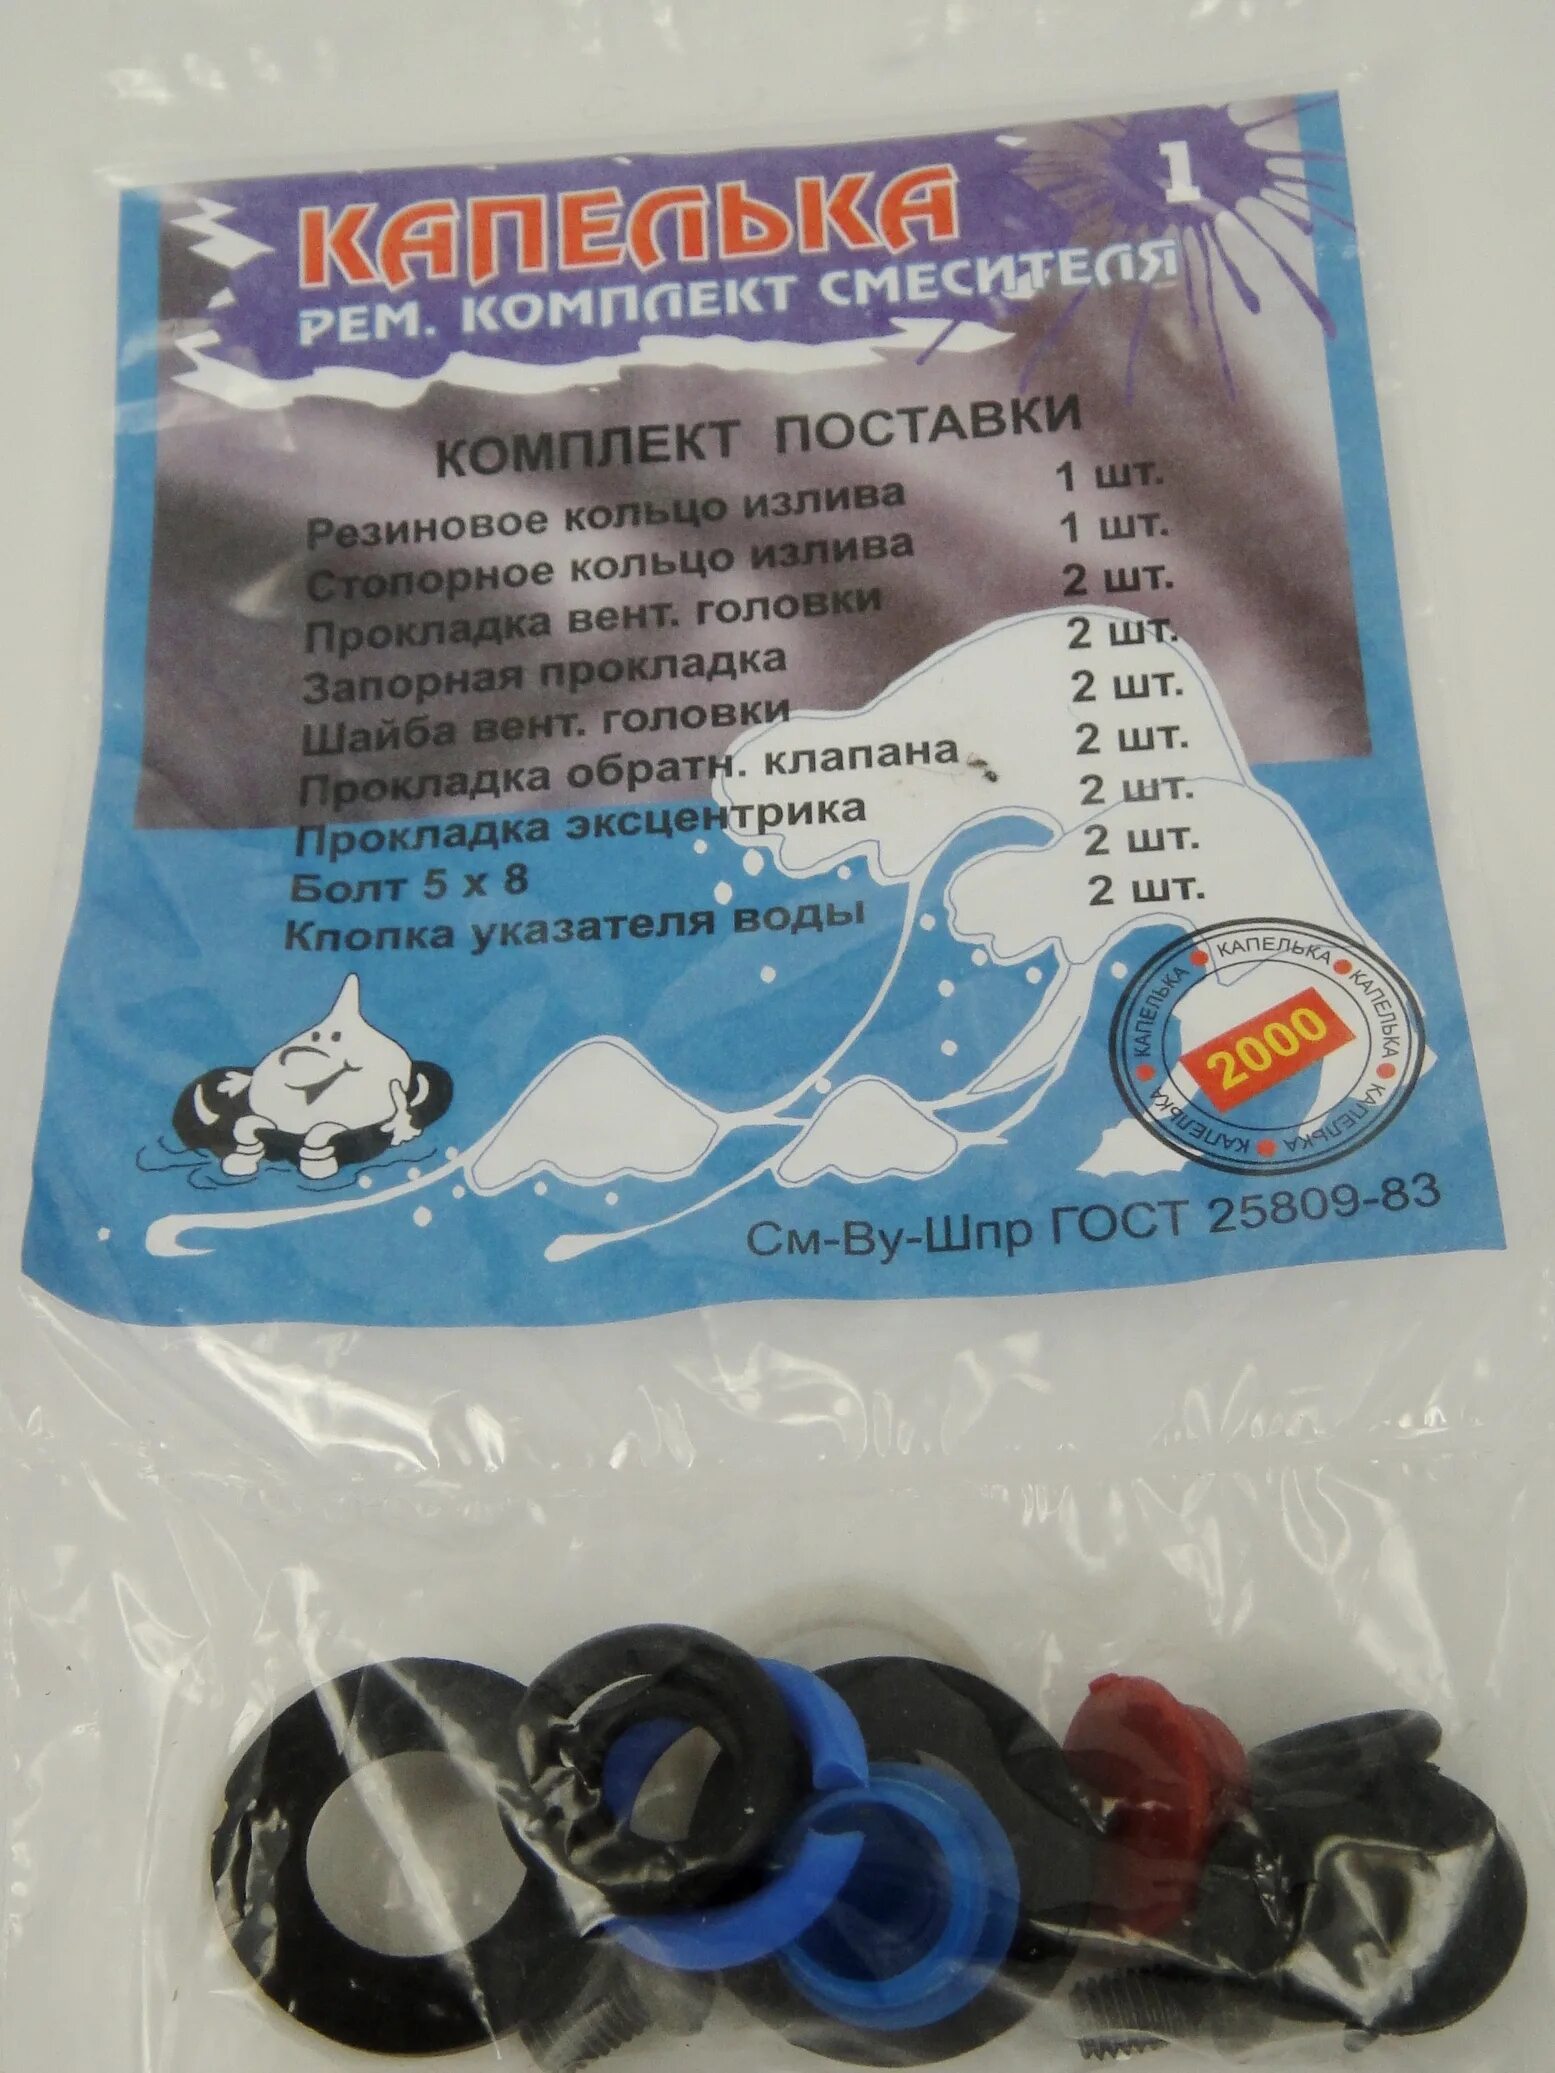 КАПЕЛЬКА
1
РЕМ. КОМПЛЕКТ СМЕСИТЕЛЯ
КОМПЛЕКТ ПОСТАВКИ
Резиновое кольцо излива 1 шт.
Стопорное кольцо излива 1 шт.
Прокладка вент. головки 2 шт.
Запорная прокладка 2 шт.
Шайба вент. головки 2 шт.
Прокладка обратн. клапана 2 шт.
Прокладка эксцентрика 2 шт.
Болт 5 х 8 2 шт.
Кпопка указателя воды 2 шт.
КАПЕЛЬКА КАПЕЛЬКА КАПЕЛЬКА КАПЕЛЬКА КАПЕЛЬКА КАПЕЛЬКА
2000
См-Ву-Шпр ГОСТ 25809-83